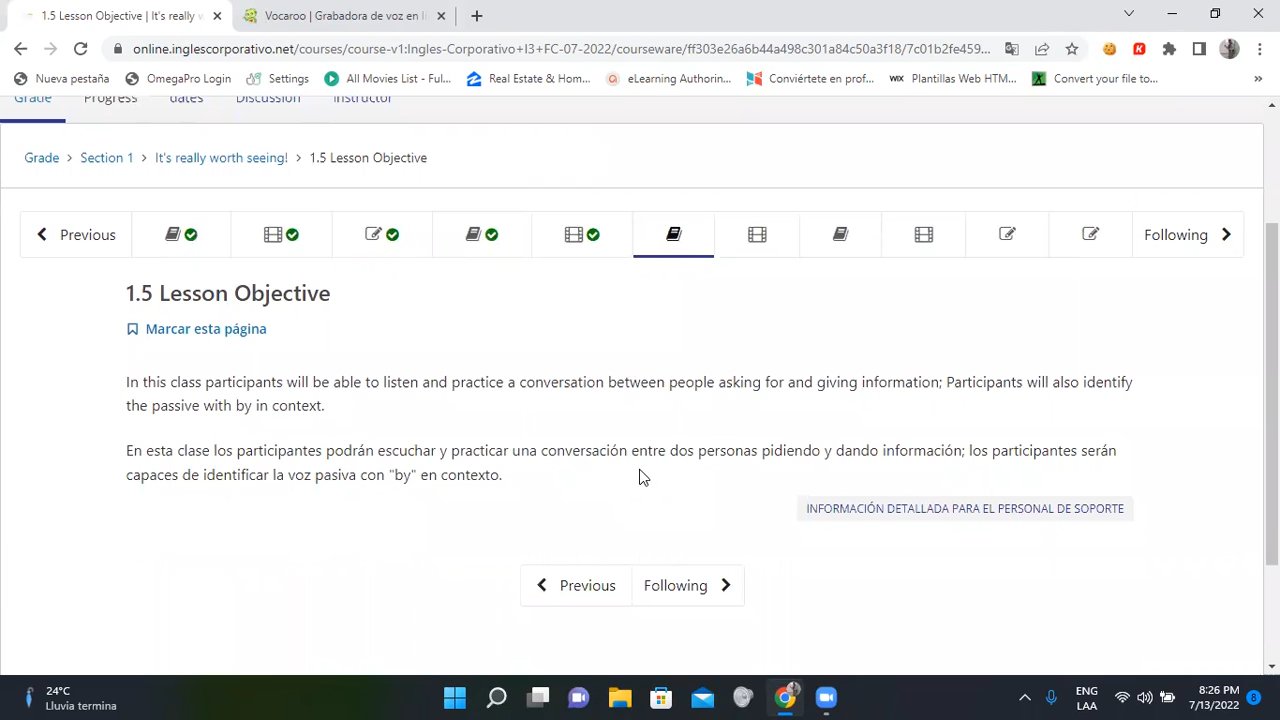 1.5 Lesson Objective | It's really w
Vocaroo | Grabadora de voz en lí
online.inglescorporativo.net/courses/course-v1:Ingles-Corporativo+I3+FC-07-2022/courseware/ff303e26a6b44a498c301a84c50a3f18/7c01b2fe459...
Nueva pestaña
OmegaPro Login
Settings
All Movies List - Ful...
Real Estate & Hom...
eLearning Authorin...
Conviértete en prof...
WIX Plantillas Web HTM...
Convert your file to...
»
Grade Progress dates Discussion Instructor
Grade > Section 1 > It's really worth seeing! > 1.5 Lesson Objective
Previous
Following
1.5 Lesson Objective
Marcar esta página
In this class participants will be able to listen and practice a conversation between people asking for and giving information; Participants will also identify
the passive with by in context.
En esta clase los participantes podrán escuchar y practicar una conversación entre dos personas pidiendo y dando información; los participantes serán
capaces de identificar la voz pasiva con "by" en contexto.
INFORMACIÓN DETALLADA PARA EL PERSONAL DE SOPORTE
Previous Following
24°C
Lluvia termina
ENG
LAA
8:26 PM
7/13/2022
8